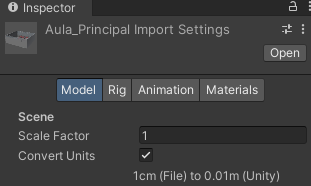 Inspector
Aula_Principal Import Settings
Open
Model Rig Animation Materials
Scene
Scale Factor 1
Convert Units
1cm (File) to 0.01m (Unity)